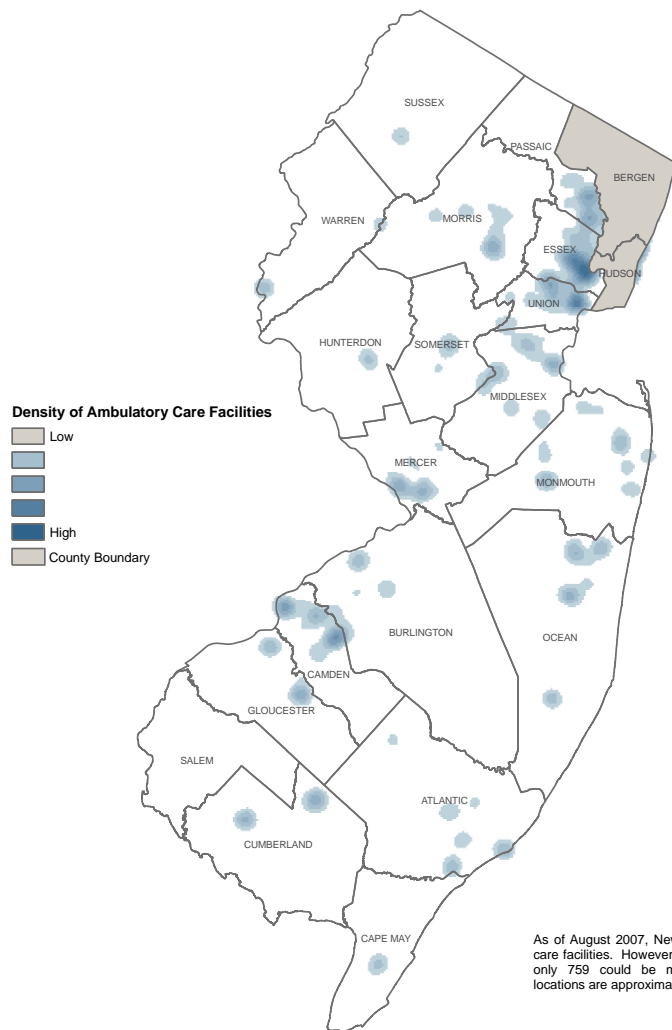 SUSSEX
PASSAIC
BERGEN
WARREN
MORRIS
ESSEX
HUDSON
UNION
HUNTERDON
SOMERSET
MIDDLESEX
Density of Ambulatory Care Facilities
Low
High
County Boundary
MERCER
MONMOUTH
BURLINGTON
OCEAN
CAMDEN
GLOUCESTER
SALEM
ATLANTIC
CUMBERLAND
CAPE MAY
As of August 2007, New
care facilities. However
only 759 could be m
locations are approxima